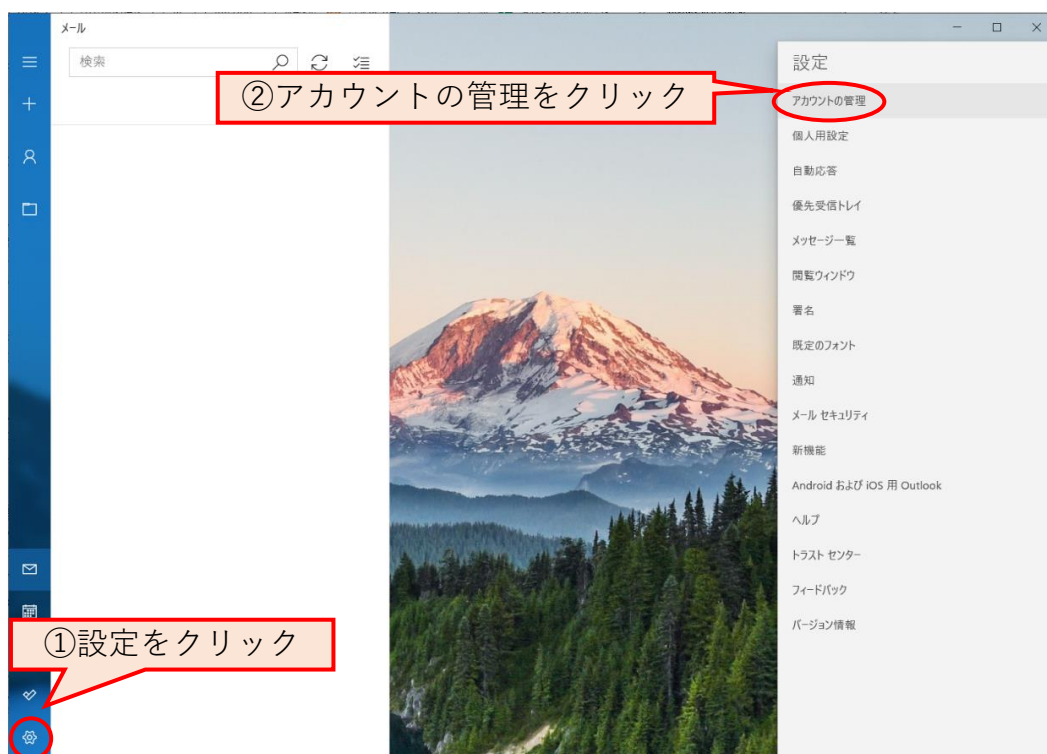 メール
検索
②アカウントの管理をクリック
①設定をクリック
設定
アカウントの管理
個人用設定
自動応答
優先受信トレイ
メッセージ一覧
閲覧ウィンドウ
署名
既定のフォント
通知
メール セキュリティ
新機能
Android および iOS 用 Outlook
ヘルプ
トラスト センター
フィードバック
バージョン情報